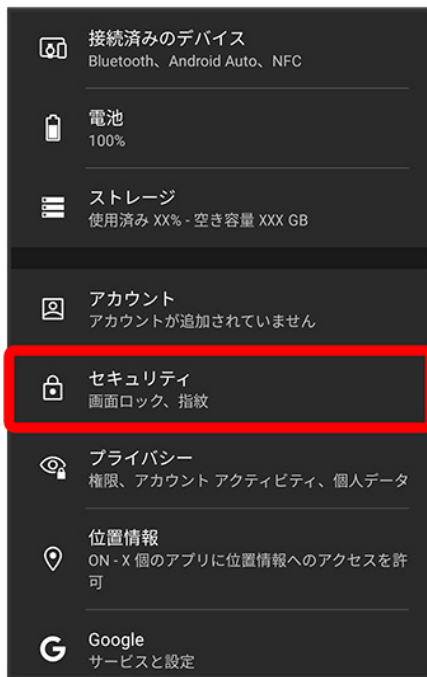 接続済みのデバイス
Bluetooth、Android Auto、NFC
電池
100%
ストレージ
使用済み XX% - 空き容量 XXX GB
アカウント
アカウントが追加されていません
セキュリティ
画面ロック、指紋
プライバシー
権限、アカウント アクティビティ、個人データ
位置情報
ON - X 個のアプリに位置情報へのアクセスを許
可
Google
サービスと設定